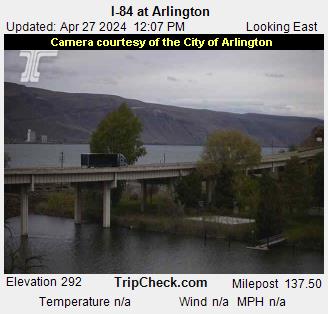 I-84 at Arlington
Updated: Apr 27 2024 12:07 PM Looking East
Camera courtesy of the City of Arlington
Elevation 292 TripCheck.com Milepost 137.50
Temperature n/a Wind n/a MPH n/a